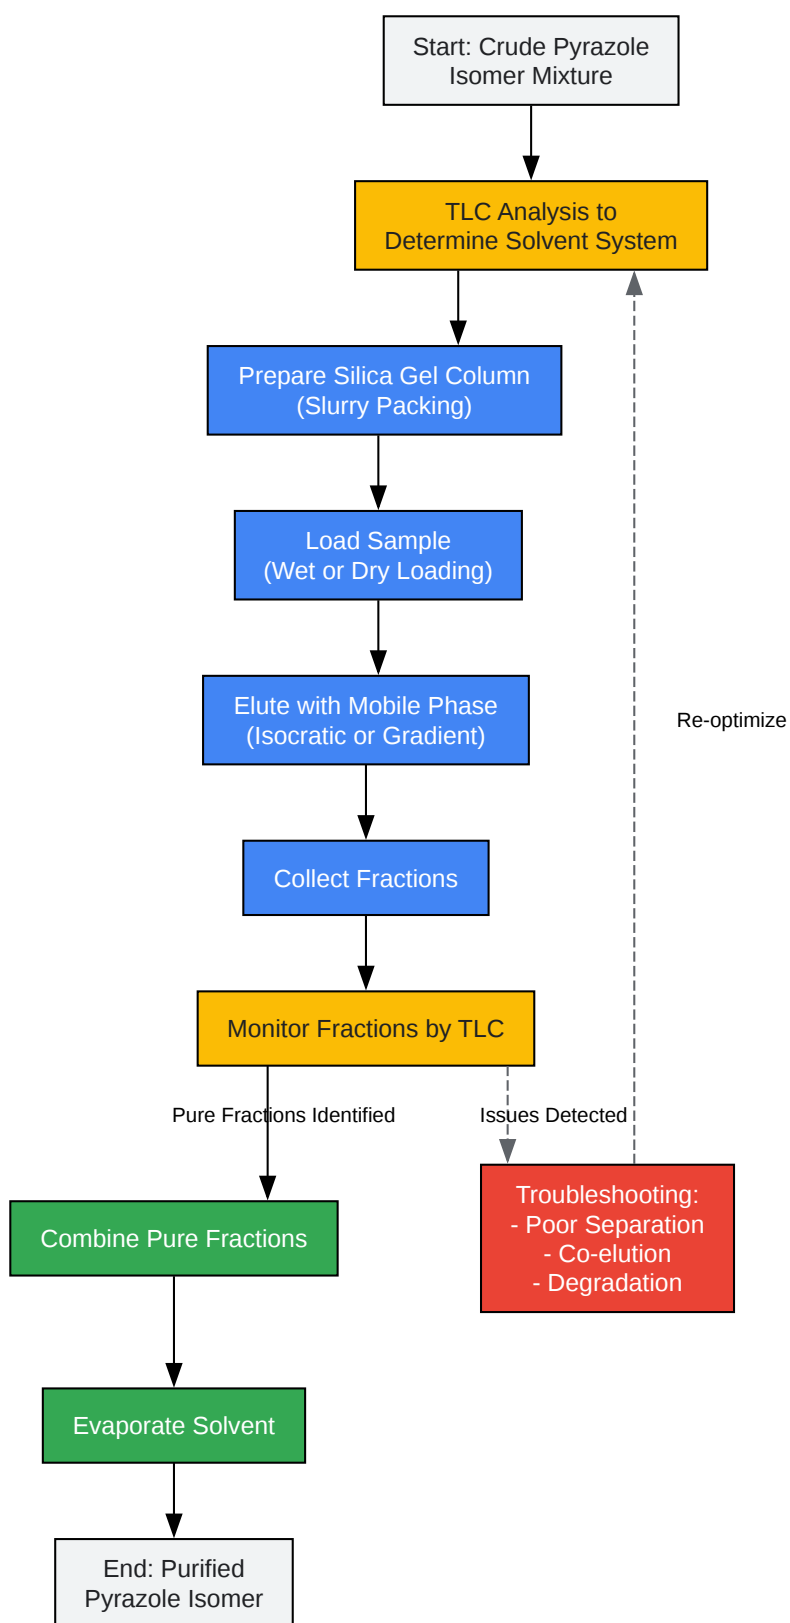 Start: Crude Pyrazole
Isomer Mixture
TLC Analysis to
Determine Solvent System
Prepare Silica Gel Column
(Slurry Packing)
Load Sample
(Wet or Dry Loading)
Elute with Mobile Phase
(Isocratic or Gradient)
Re-optimize
Collect Fractions
Monitor Fractions by TLC
Pure Fractions Identified
Issues Detected
Troubleshooting:
- Poor Separation
- Co-elution
- Degradation
Combine Pure Fractions
Evaporate Solvent
End: Purified
Pyrazole Isomer